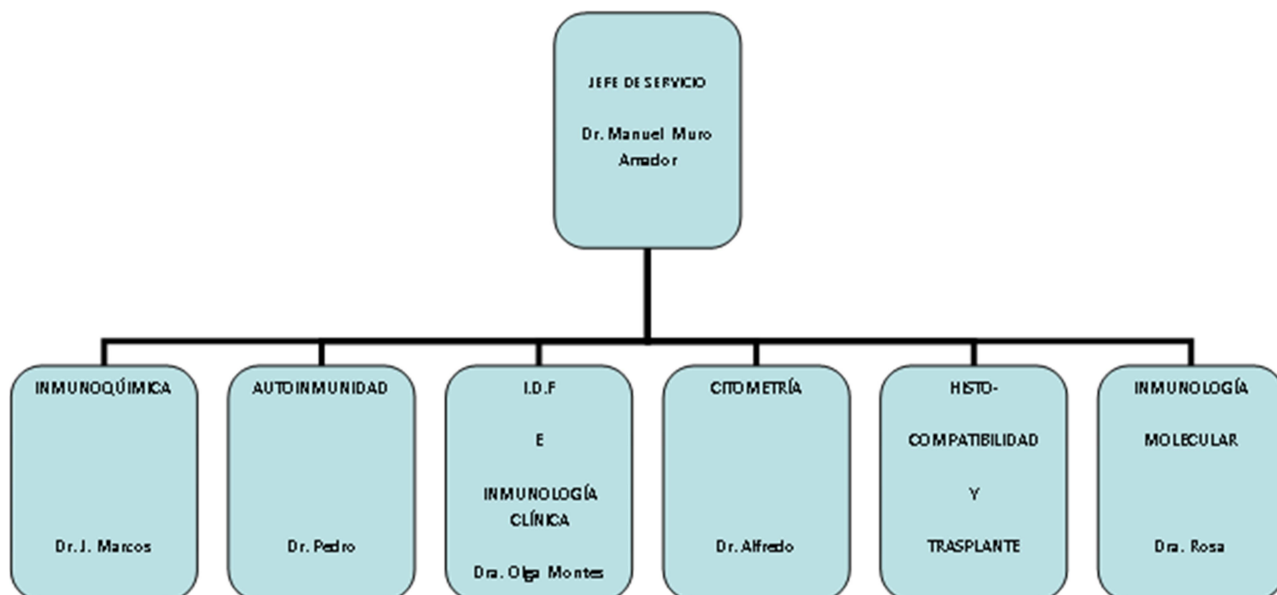 JEFE DE SERVICIO
Dr. Manuel Muro
Amador
INMUNOQÚIMICA
Dr. J. Marcos
AUTOINMUNIDAD
Dr. Pedro
I.D.F
E
INMUNOLOGÍA
CLÍNICA
Dra. Olga Montes
CITOMETRÍA
Dr. Alfredo
HISTO-
COMPATIBILIDAD
Y
TRASPLANTE
INMUNOLOGÍA
MOLECULAR
Dra. Rosa